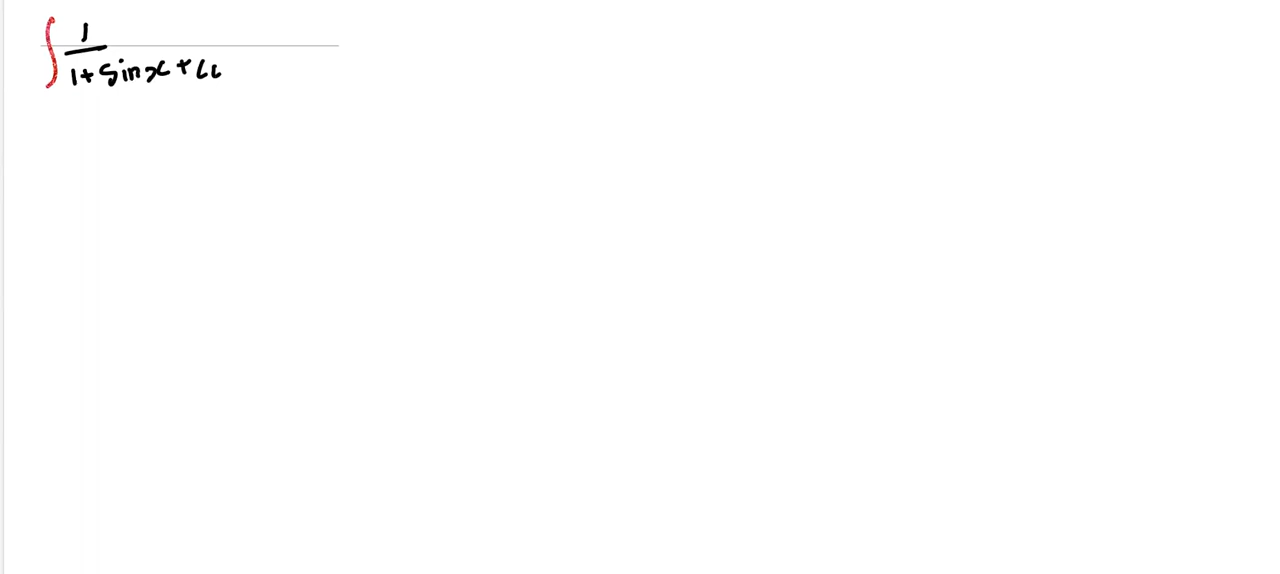 ∫ 1/(1+sinx+